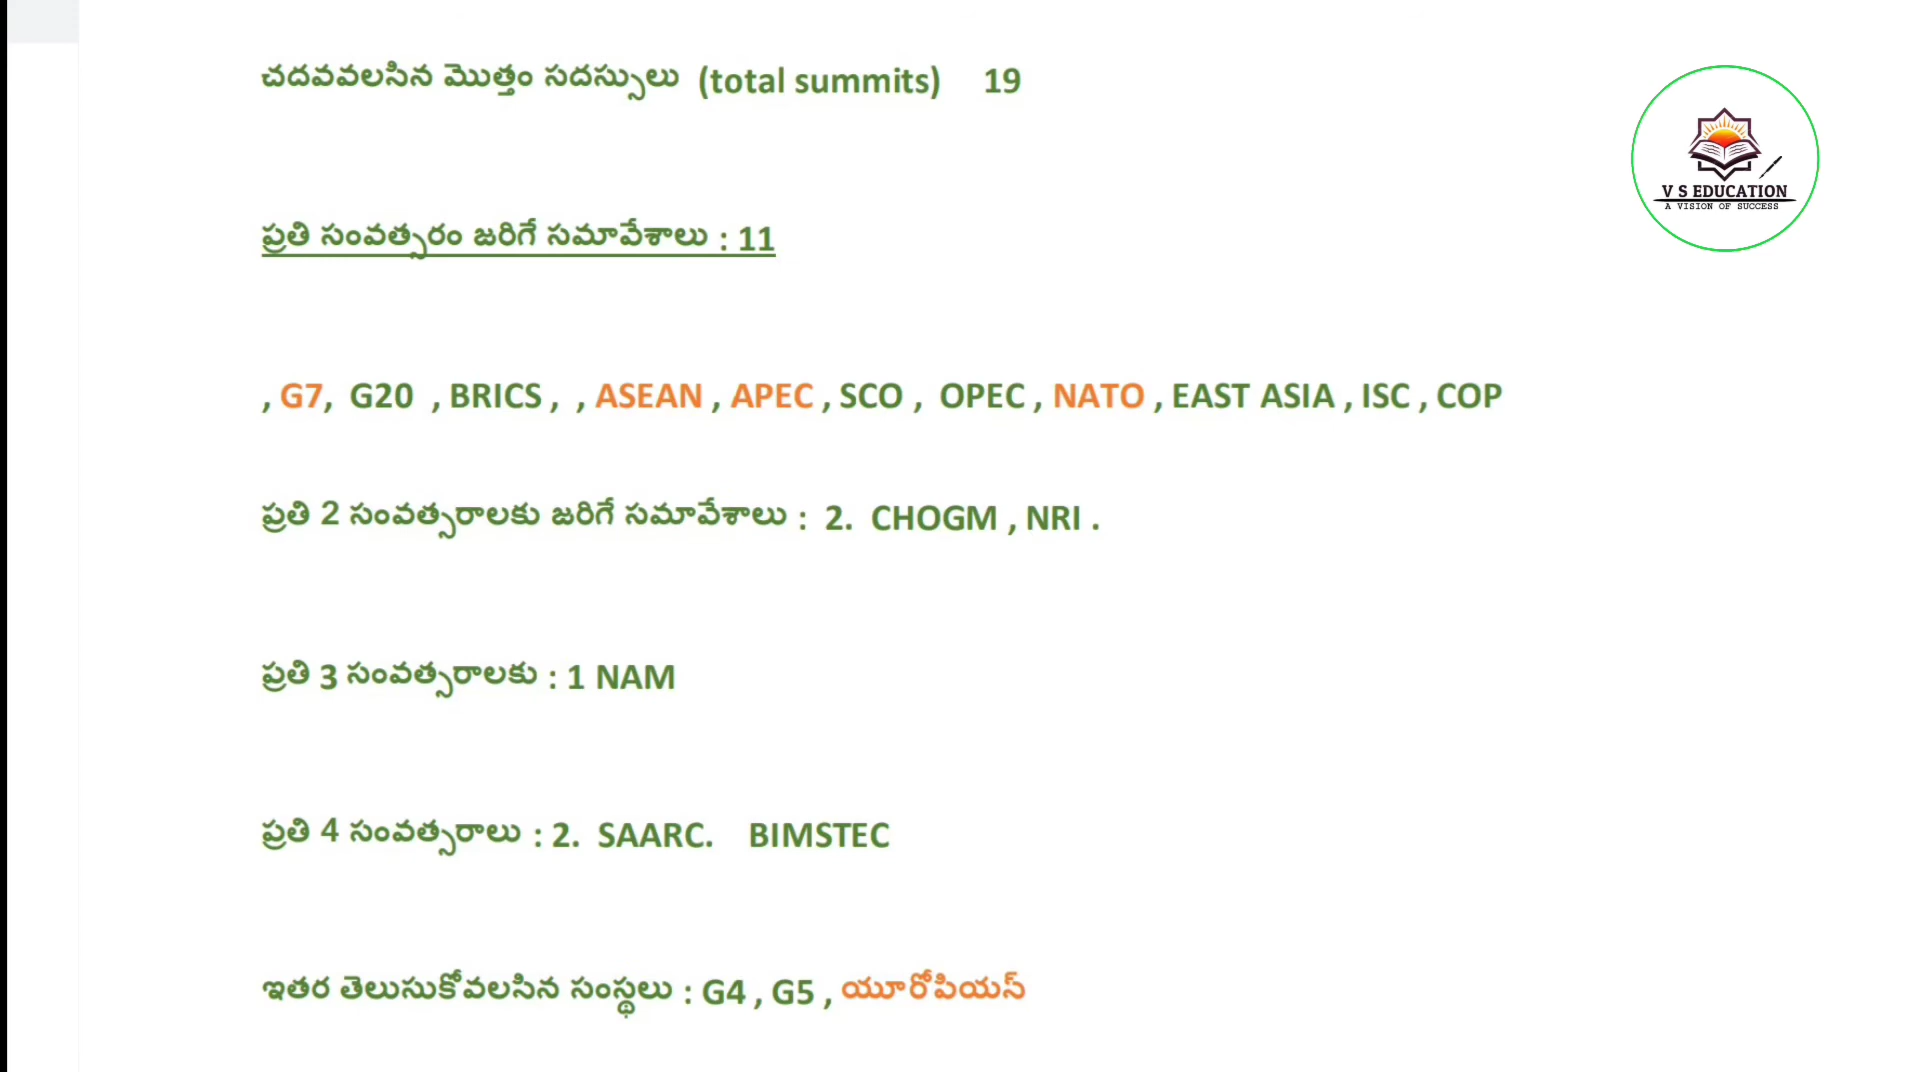 చదవవలసిన మొత్తం సదస్సులు (total summits) 19
V S EDUCATION
A VISION OF SUCCESS
ప్రతి సంవత్సరం జరిగే సమావేశాలు : 11
, G7, G20 , BRICS , , ASEAN , APEC , SCO , OPEC , NATO , EAST ASIA , ISC , COP
ప్రతి 2 సంవత్సరాలకు జరిగే సమావేశాలు : 2. CHOGM , NRI .
ప్రతి 3 సంవత్సరాలకు : 1 NAM
ప్రతి 4 సంవత్సరాలు : 2. SAARC. BIMSTEC
ఇతర తెలుసుకోవలసిన సంస్థలు : G4 , G5 , యూరోపియస్